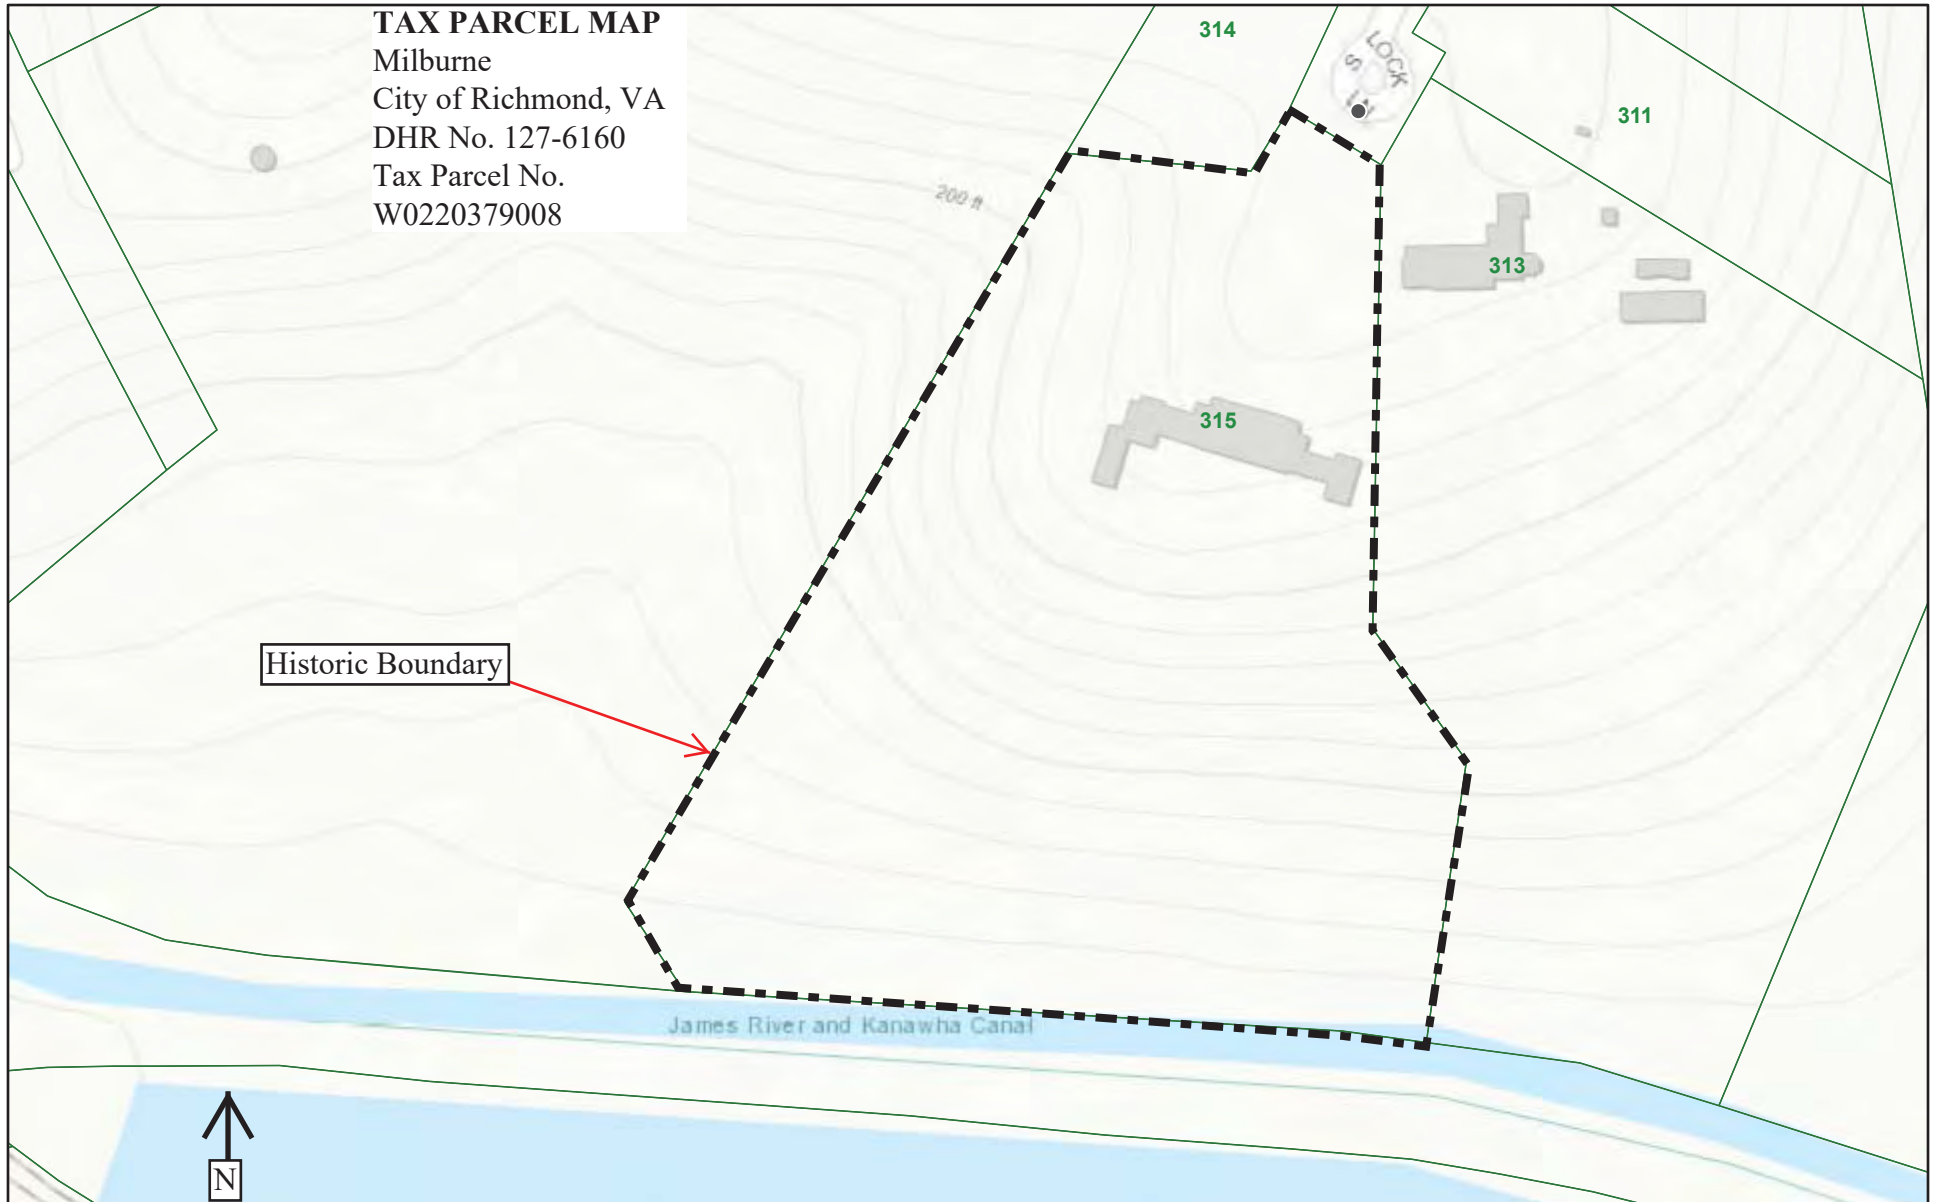 TAX PARCEL MAP
Milburne
City of Richmond, VA
DHR No. 127-6160
Tax Parcel No.
W0220379008
314
LOCK
311
200 ft
313
315
Historic Boundary
James River and Kanawha Canal
N